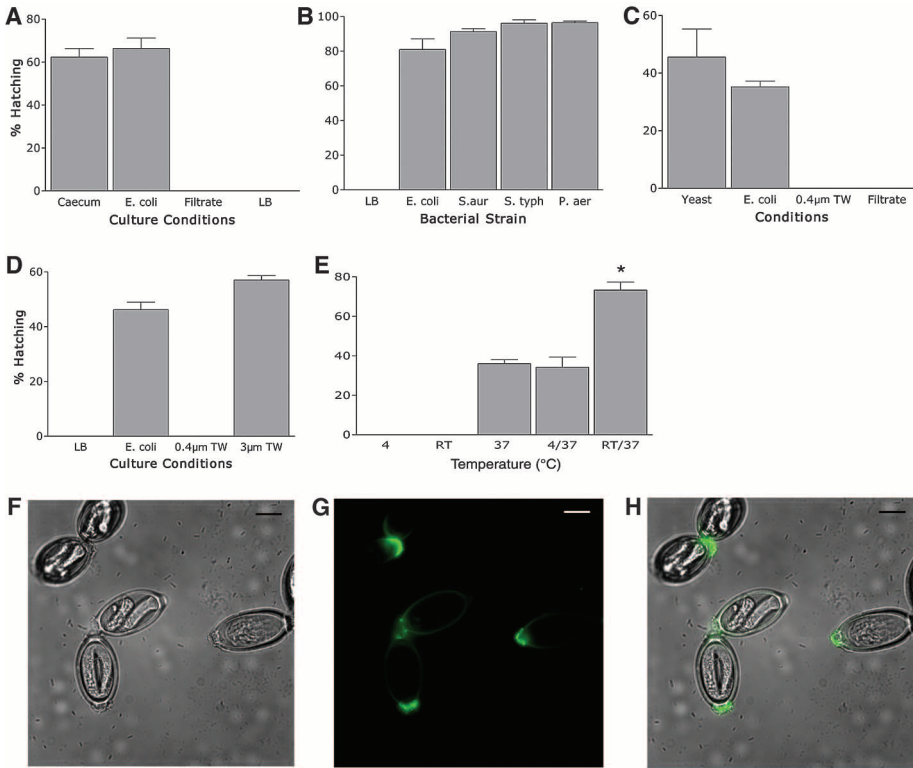 A
% Hatching
80
60
40
20
0
Caecum E. coli Filtrate LB
Culture Conditions
B
100
80
60
40
20
0
LB E. coli S.aur S. typh P. aer
Bacterial Strain
C
60
40
20
0
Yeast E. coli 0.4µm TW Filtrate
Conditions
D
% Hatching
60
40
20
0
LB E. coli 0.4µm TW 3µm TW
Culture Conditions
E
80
60
40
20
0
*
4 RT 37 4/37 RT/37
Temperature (°C)
F
G
H